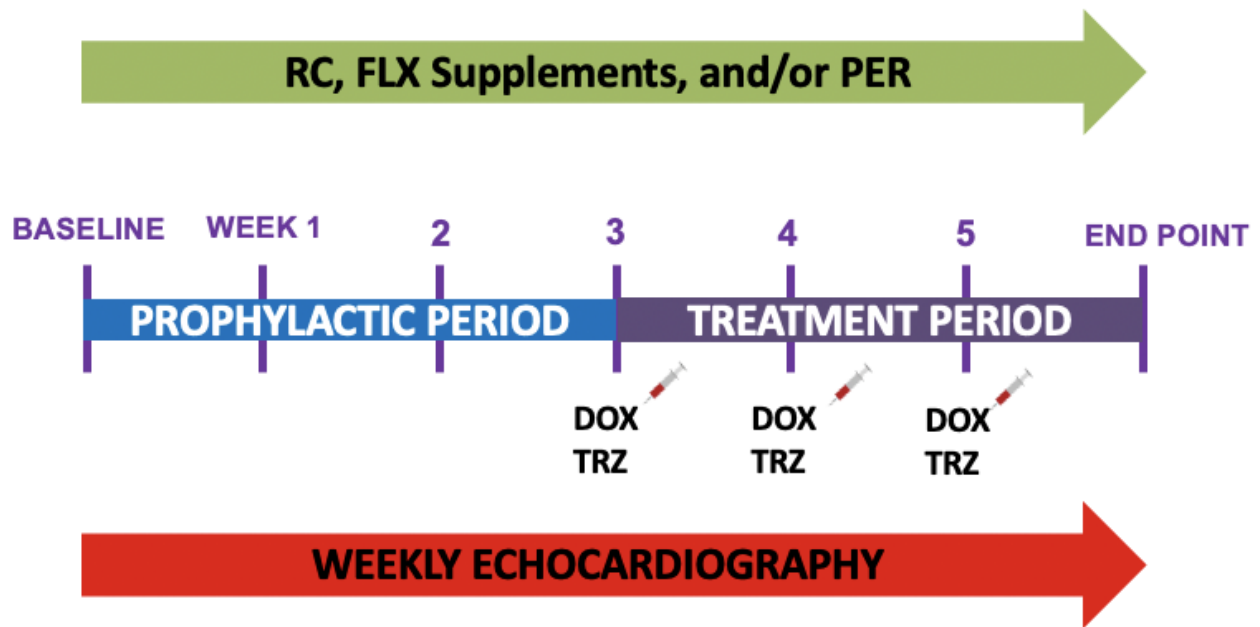 RC, FLX Supplements, and/or PER
BASELINE WEEK 1 2 3 4 5 END POINT
PROPHYLACTIC PERIOD TREATMENT PERIOD
DOX DOX DOX
TRZ TRZ TRZ
WEEKLY ECHOCARDIOGRAPHY